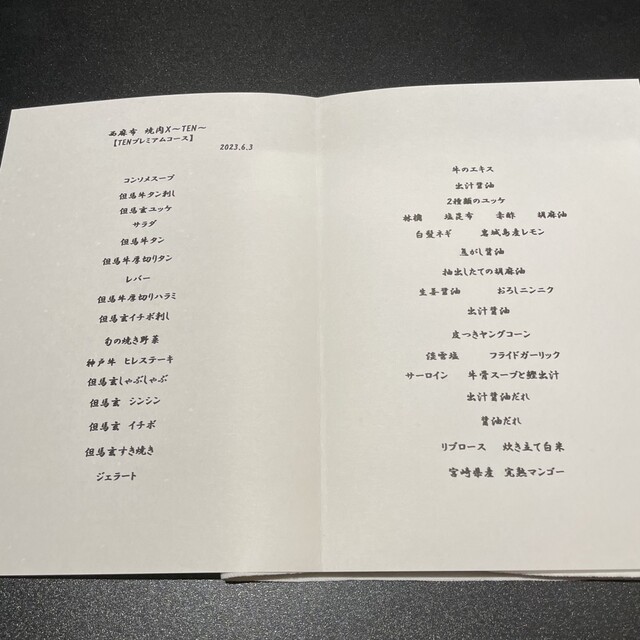 西麻布 焼肉X〜TEN〜
【TENプレミアムコース】
2023.6.3
コンソメスープ
但馬牛タン刺し
但馬玄ユッケ
サラダ
但馬牛タン
但馬牛厚切りタン
レバー
但馬牛厚切りハラミ
但馬玄イチボ刺し
旬の焼き野菜
神戸牛 ヒレステーキ
但馬玄しゃぶしゃぶ
但馬玄 シンシン
但馬玄 イチボ
但馬玄すき焼き
ジェラート
牛のエキス
出汁醤油
2種類のユッケ
林檎 塩昆布 赤酢 胡麻油
白髪ネギ 岩城島産レモン
焦がし醤油
抽出したての胡麻油
生姜醤油 おろしニンニク
出汁醤油
皮つきヤングコーン
淡雪塩 フライドガーリック
サーロイン 牛骨スープと鰹出汁
出汁醤油だれ
醤油だれ
リブロース 炊き立て白米
宮崎県産 完熟マンゴー